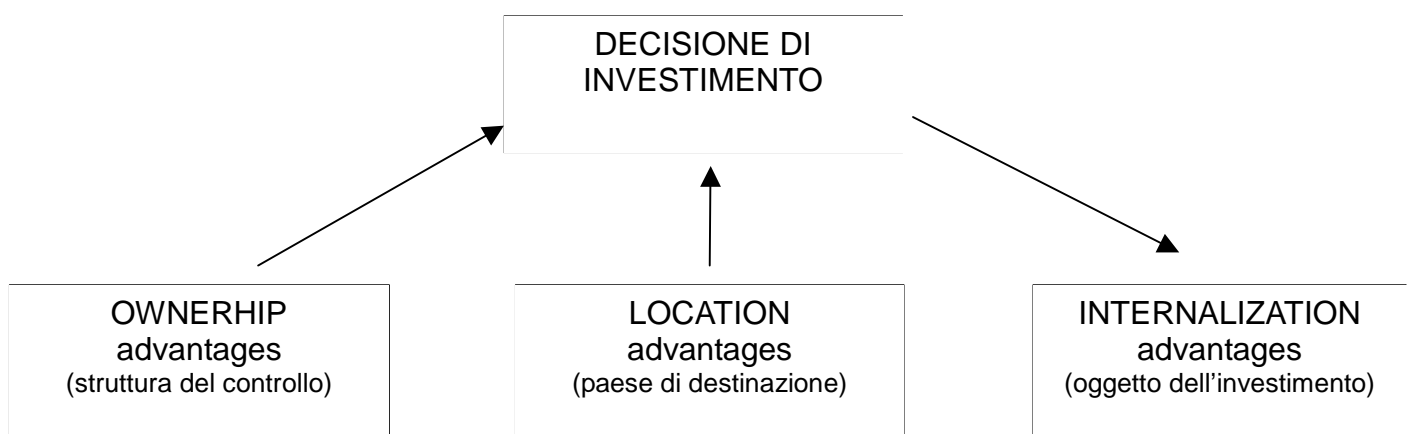 DECISIONE DI
INVESTIMENTO
OWNERHIP
advantages
(struttura del controllo)
LOCATION
advantages
(paese di destinazione)
INTERNALIZATION
advantages
(oggetto dell’investimento)